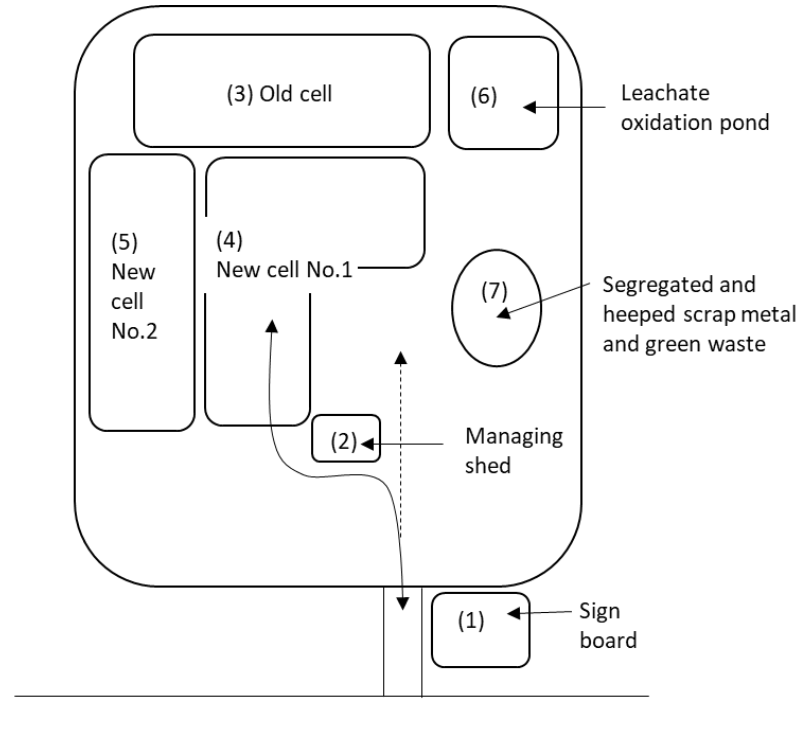 (3) Old cell
(6)
Leachate
oxidation pond
(5)
New
cell
No.2
(4)
New cell No.1
(7)
Segregated and
heeped scrap metal
and green waste
(2)
Managing
shed
(1)
Sign
board